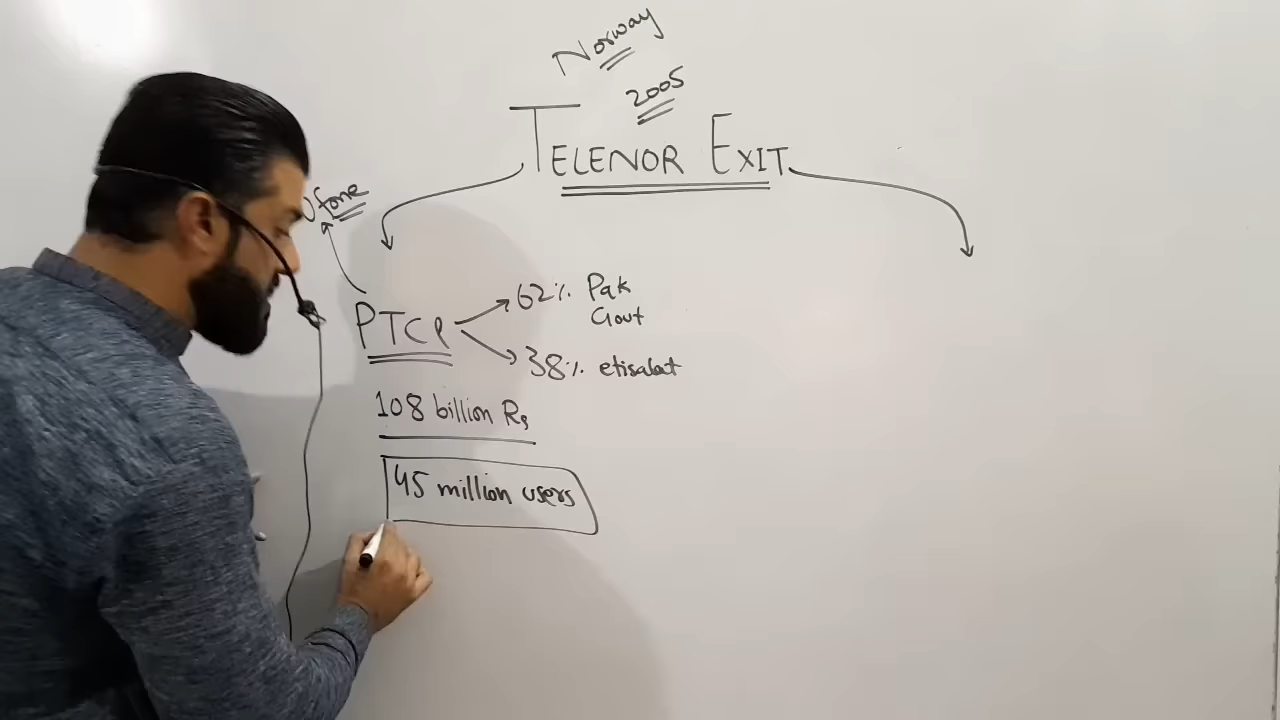 Norway
2005
TELENOR EXIT
Ufone
PTCL
62% Pak
Govt
38% etisalat
108 billion Rs
45 million users